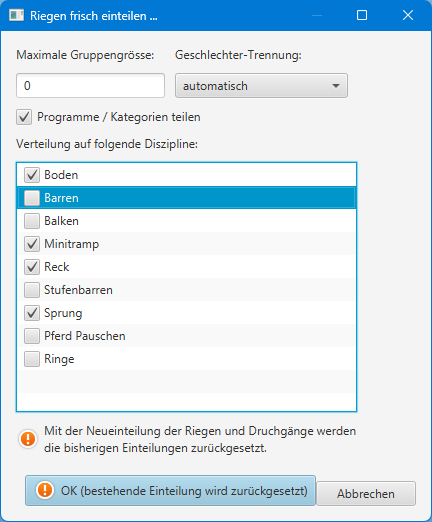 Riegen frisch einteilen ...
Maximale Gruppengrösse: Geschlechter-Trennung:
0 automatisch
Programme / Kategorien teilen
Verteilung auf folgende Diszipline:
Boden
Barren
Balken
Minitramp
Reck
Stufenbarren
Sprung
Pferd Pauschen
Ringe
Mit der Neueinteilung der Riegen und Druchgänge werden
die bisherigen Einteilungen zurückgesetzt.
OK (bestehende Einteilung wird zurückgesetzt) Abbrechen